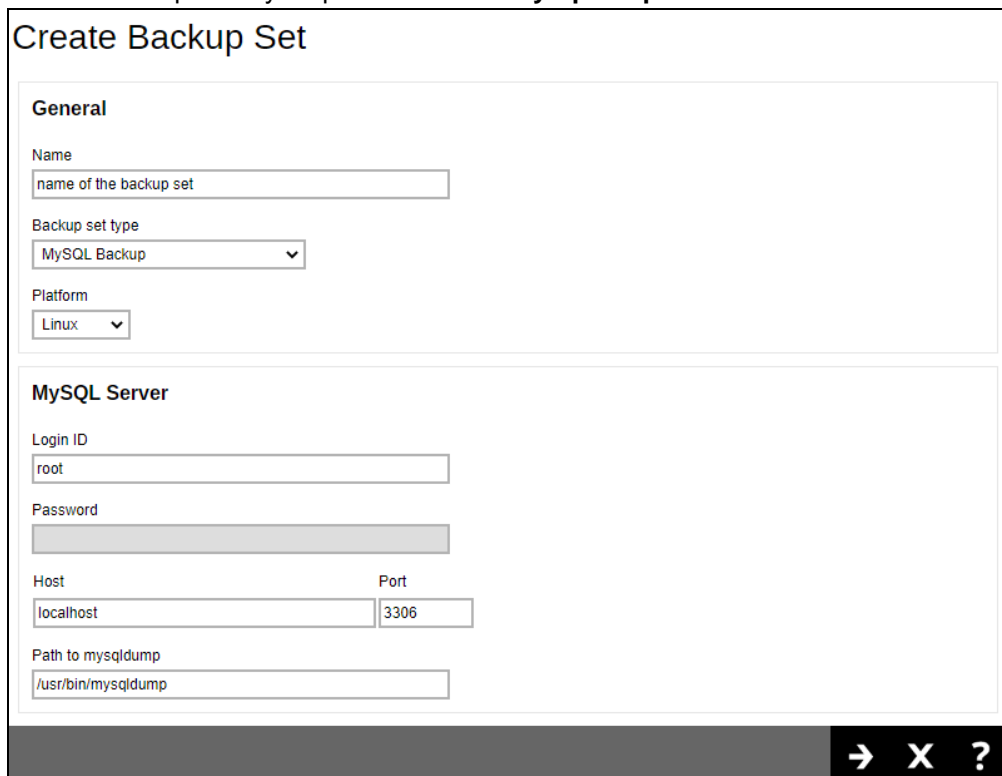 Create Backup Set
General
Name
name of the backup set
Backup set type
MySQL Backup
Platform
Linux
MySQL Server
Login ID
root
Password
Host Port
localhost 3306
Path to mysqldump
/usr/bin/mysqldump
→ X ?